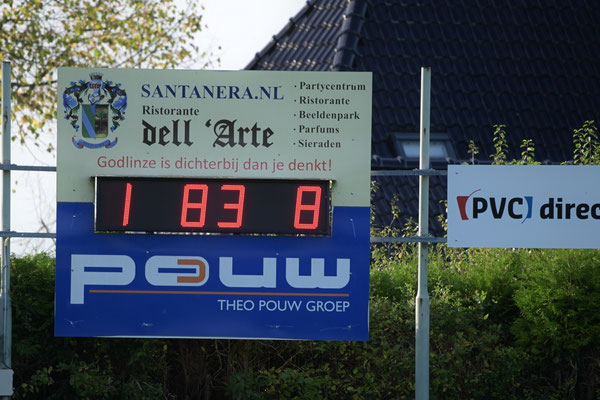 SANTANERA.NL
Ristorante
dell 'Arte
· Partycentrum
· Ristorante
· Beeldenpark
· Parfums
· Sieraden
Godlinze is dichterbij dan je denkt!
1 83 8
pouw
THEO POUW GROEP
PVC direc